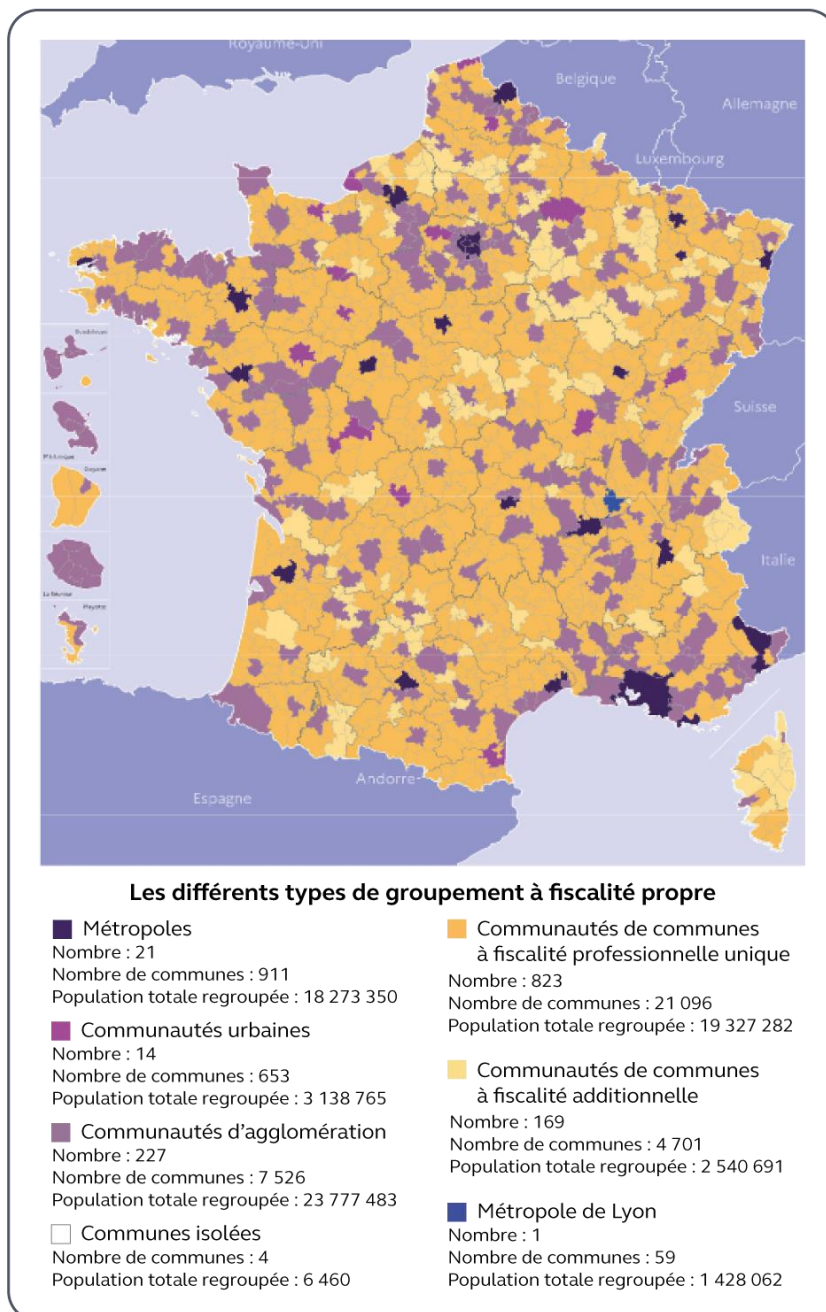 Royaume-Uni
Belgique
Allemagne
Luxembourg
Guadeloupe
Suisse
Martinique
Guyane
Italie
La Réunion
Mayotte
Andorre
Espagne
Les différents types de groupement à fiscalité propre
Métropoles
Nombre : 21
Nombre de communes : 911
Population totale regroupée : 18 273 350
Communautés urbaines
Nombre : 14
Nombre de communes : 653
Population totale regroupée : 3 138 765
Communautés d’agglomération
Nombre : 227
Nombre de communes : 7 526
Population totale regroupée : 23 777 483
Communes isolées
Nombre de communes : 4
Population totale regroupée : 6 460
Communautés de communes
à fiscalité professionnelle unique
Nombre : 823
Nombre de communes : 21 096
Population totale regroupée : 19 327 282
Communautés de communes
à fiscalité additionnelle
Nombre : 169
Nombre de communes : 4 701
Population totale regroupée : 2 540 691
Métropole de Lyon
Nombre : 1
Nombre de communes : 59
Population totale regroupée : 1 428 062